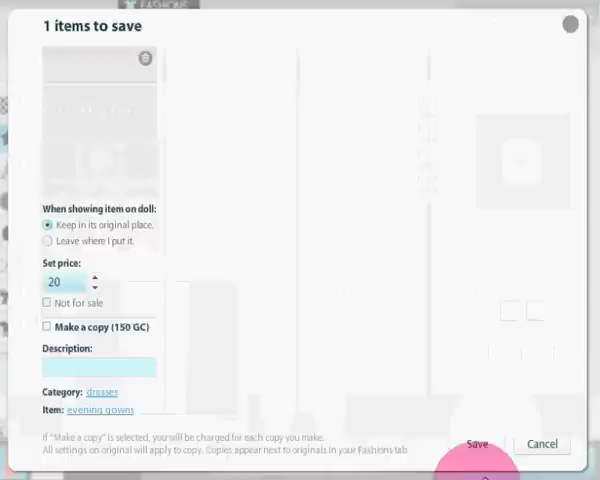 FASHIONS
1 items to save
When showing item on doll:
Keep in its original place.
Leave where I put it.
Set price:
20
Not for sale
Make a copy (150 GC)
Description:
Category: dresses
Item: evening gowns
If "Make a copy" is selected, you will be charged for each copy you make.
All settings on original will apply to copy. Copies appear next to originals in your Fashions tab
Save Cancel